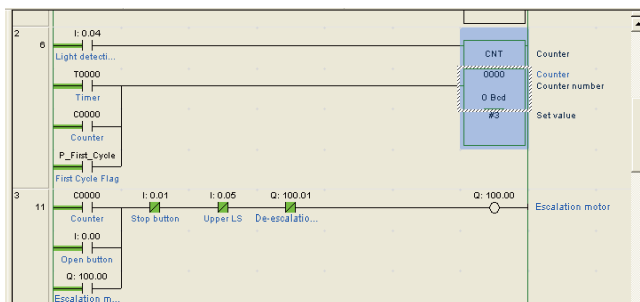 2
6
I: 0.04
Light detecti...
CNT
Counter
T0000
Timer
0000
Counter
Counter number
0 Bcd
C0000
Counter
#3
Set value
P_First_Cycle
First Cycle Flag
3
11
C0000
Counter
I: 0.01
Stop button
I: 0.05
Upper LS
Q: 100.01
De-escalatio...
Q: 100.00
Escalation motor
I: 0.00
Open button
Q: 100.00
Escalation m...